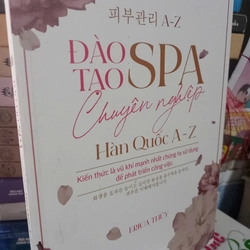 피부관리 A-Z
ĐÀO TẠO SPA
Chuyên nghiệp
Hàn Quốc A - Z
Kiến thức là vũ khí mạnh nhất chúng ta sử dụng
để phát triển công việc.
ERICA THÙY